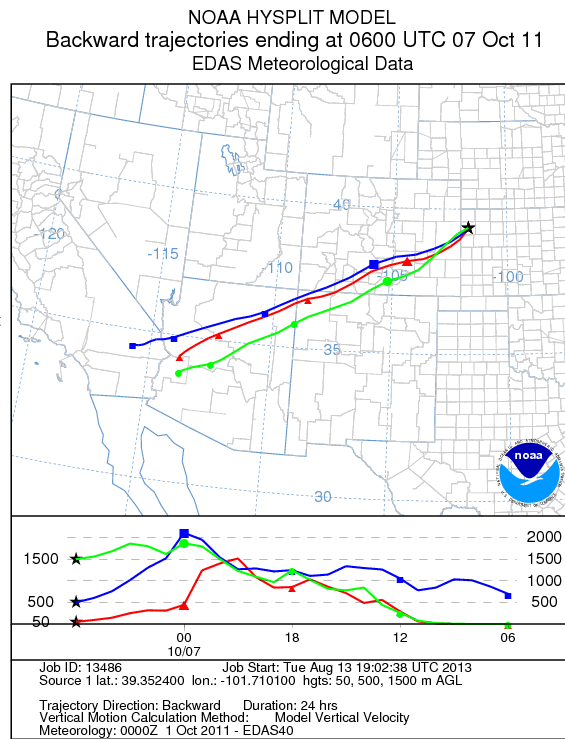 NOAA HYSPLIT MODEL
Backward trajectories ending at 0600 UTC 07 Oct 11
EDAS Meteorological Data
40
-120
-115
110
-105
-100
35
30
noaa
1500
500
50
2000
1500
1000
500
00
18
12
06
10/07
Job ID: 13486 Job Start: Tue Aug 13 19:02:38 UTC 2013
Source 1 lat.: 39.352400 lon.: -101.710100 hgts: 50, 500, 1500 m AGL
Trajectory Direction: Backward Duration: 24 hrs
Vertical Motion Calculation Method: Model Vertical Velocity
Meteorology: 0000Z 1 Oct 2011 - EDAS40